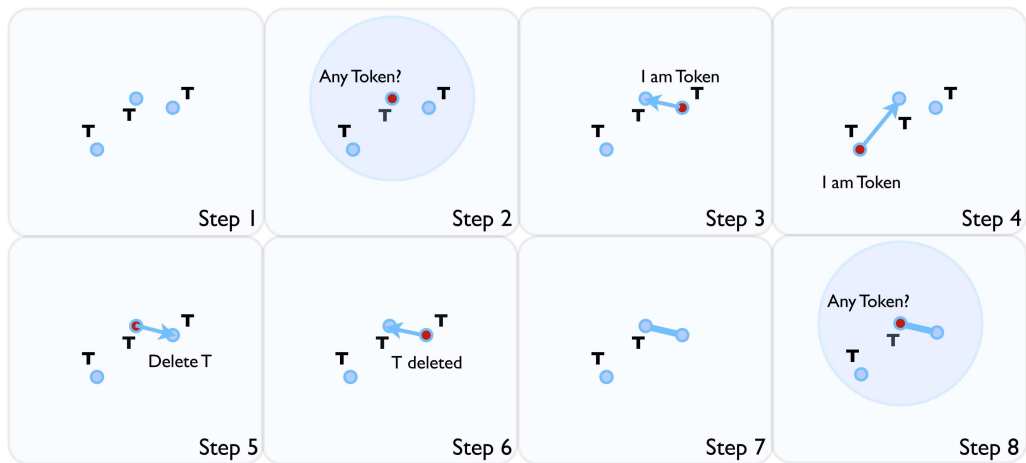 T
T
T
Step 1
Any Token?
T
T
T
Step 2
I am Token
T
T
T
Step 3
T
T
T
I am Token
Step 4
T
T
T
Delete T
Step 5
T
T
T
T deleted
Step 6
T
T
Step 7
Any Token?
T
T
Step 8